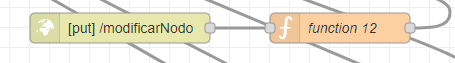 [put] /modificarNodo
function 12